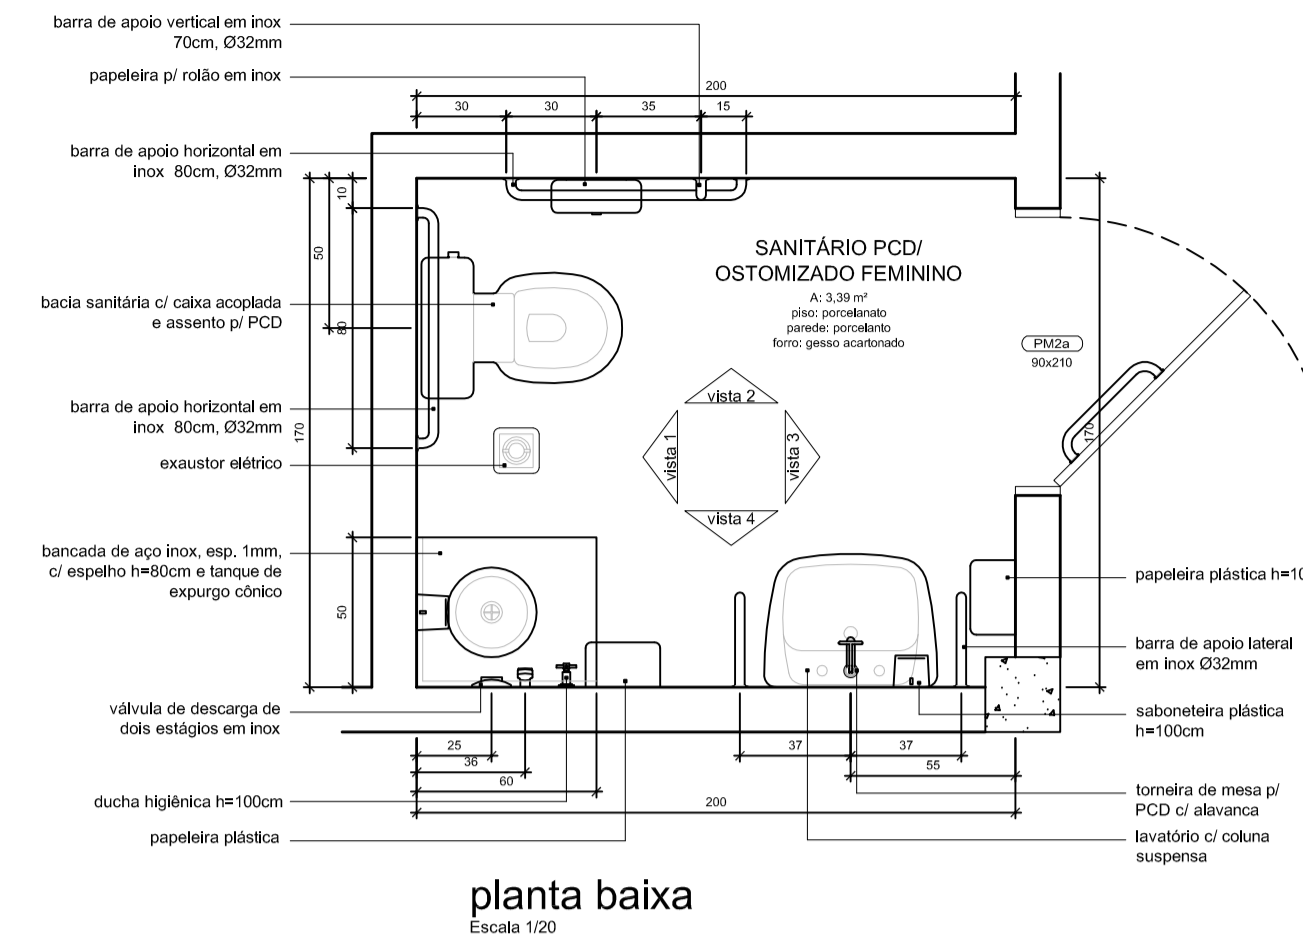 barra de apoio vertical em inox
70cm, Ø32mm
papeleira p/ rolão em inox
barra de apoio horizontal em
inox 80cm, Ø32mm
bacia sanitária c/ caixa acoplada
e assento p/ PCD
barra de apoio horizontal em
inox 80cm, Ø32mm
exaustor elétrico
bancada de aço inox, esp. 1mm,
c/ espelho h=80cm e tanque de
expurgo cônico
válvula de descarga de
dois estágios em inox
ducha higiênica h=100cm
papeleira plástica
200
30
30
35
15
10
50
80
170
50
SANITÁRIO PCD/
OSTOMIZADO FEMININO
A: 3,39 m²
piso: porcelanato
parede: porcelanto
forro: gesso acartonado
PM2a
90x210
170
vista 2
vista 1
vista 3
vista 4
papeleira plástica h=10
barra de apoio lateral
em inox Ø32mm
saboneteira plástica
h=100cm
torneira de mesa p/
PCD c/ alavanca
lavatório c/ coluna
suspensa
25
36
60
37
37
55
200
planta baixa
Escala 1/20